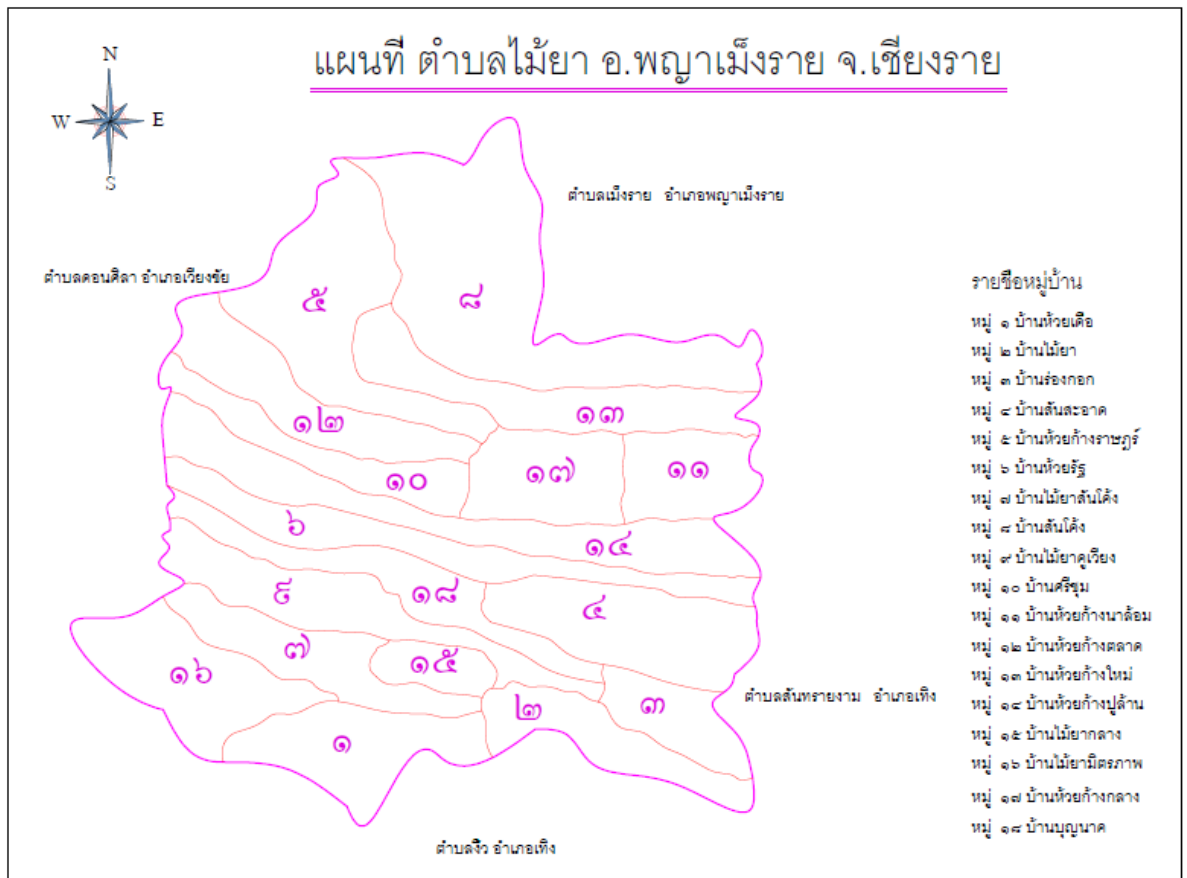 แผนที่ ตำบลไม้ยา อ.พญาเม็งราย จ.เชียงราย
N
W
E
S
ตำบลเม็งราย อำเภอพญาเม็งราย
ตำบลดอนศิลา อำเภอเวียงชัย
รายชื่อหมู่บ้าน
หมู่ ๑ บ้านห้วยเดื่อ
หมู่ ๒ บ้านไม้ยา
หมู่ ๓ บ้านร่องกอก
หมู่ ๔ บ้านสันสะอาด
หมู่ ๕ บ้านห้วยก้างราษฎร์
หมู่ ๖ บ้านห้วยรัฐ
หมู่ ๗ บ้านไม้ยาสันโค้ง
หมู่ ๘ บ้านสันโค้ง
หมู่ ๙ บ้านไม้ยาคูเวียง
หมู่ ๑๐ บ้านศรีชุม
หมู่ ๑๑ บ้านห้วยก้างนาล้อม
หมู่ ๑๒ บ้านห้วยก้างตลาด
หมู่ ๑๓ บ้านห้วยก้างใหม่
หมู่ ๑๔ บ้านห้วยก้างปูล้าน
หมู่ ๑๕ บ้านไม้ยากลาง
หมู่ ๑๖ บ้านไม้ยามิตรภาพ
หมู่ ๑๗ บ้านห้วยก้างกลาง
หมู่ ๑๘ บ้านบุญนาค
๕
๘
๑๒
๑๓
๑๐
๑๗
๑๑
๖
๑๔
๙
๑๘
๔
๗
๑๕
๑๖
๒
๓
๑
ตำบลสันทรายงาม อำเภอเทิง
ตำบลงิ้ว อำเภอเทิง